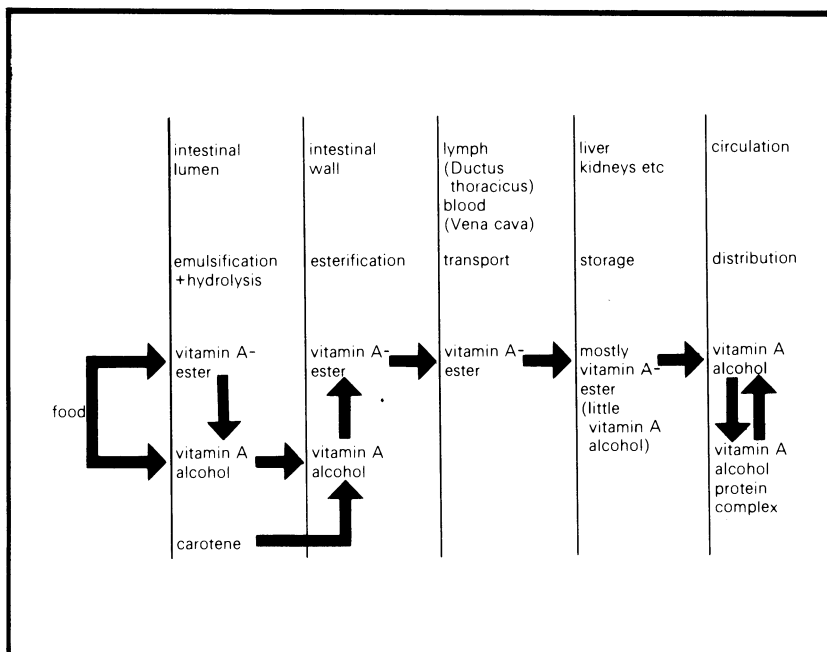 intestinal
lumen
intestinal
wall
lymph
(Ductus
thoracicus)
blood
(Vena cava)
liver
kidneys etc
circulation
emulsification
+hydrolysis
esterification
transport
storage
distribution
food
vitamin A-
ester
vitamin A
alcohol
carotene
vitamin A-
ester
vitamin A
alcohol
vitamin A-
ester
mostly
vitamin A-
ester
(little
vitamin A
alcohol)
vitamin A
alcohol
vitamin A
alcohol
protein
complex